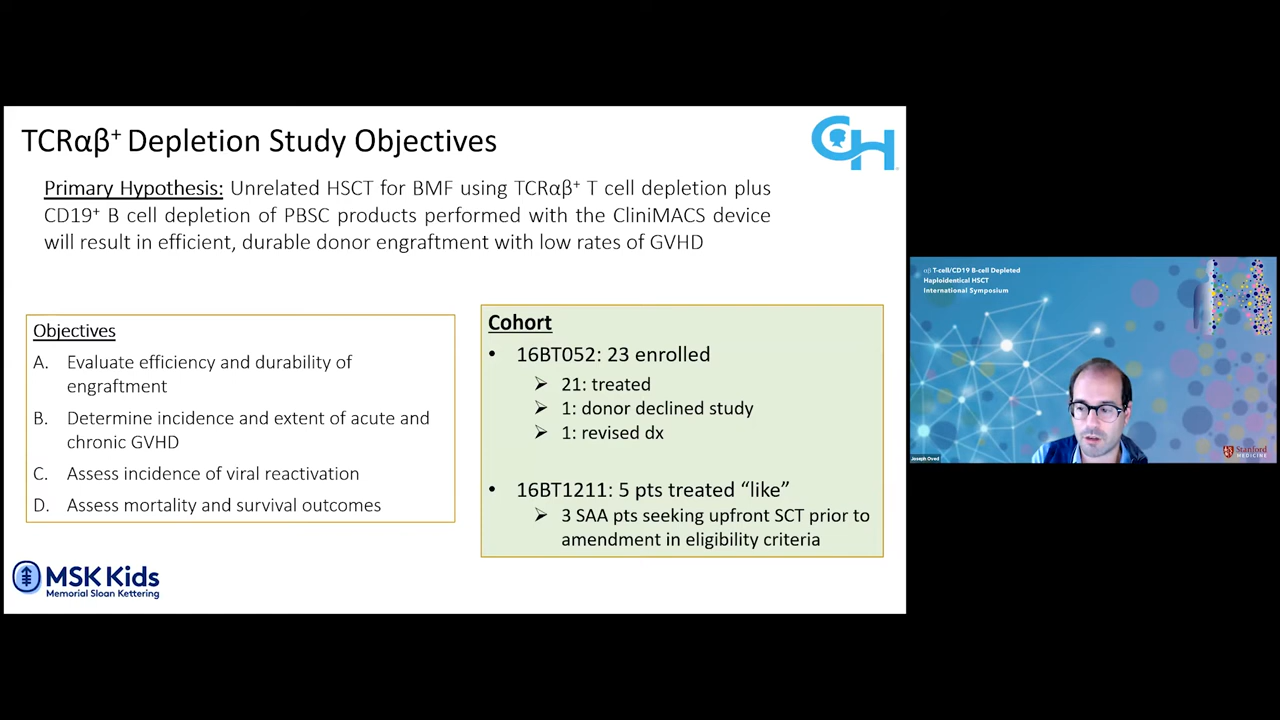 TCRαβ⁺ Depletion Study Objectives
CH
Primary Hypothesis: Unrelated HSCT for BMF using TCRαβ⁺ T cell depletion plus
CD19⁺ B cell depletion of PBSC products performed with the CliniMACS device
will result in efficient, durable donor engraftment with low rates of GVHD
Objectives
A. Evaluate efficiency and durability of
engraftment
B. Determine incidence and extent of acute and
chronic GVHD
C. Assess incidence of viral reactivation
D. Assess mortality and survival outcomes
Cohort
• 16BT052: 23 enrolled
➢ 21: treated
➢ 1: donor declined study
➢ 1: revised dx
• 16BT1211: 5 pts treated “like”
➢ 3 SAA pts seeking upfront SCT prior to
amendment in eligibility criteria
MSK Kids
Memorial Sloan Kettering
αβ T-cell/CD19 B-cell Depleted
Haploidentical HSCT
International Symposium
Joseph Oved
Stanford
MEDICINE